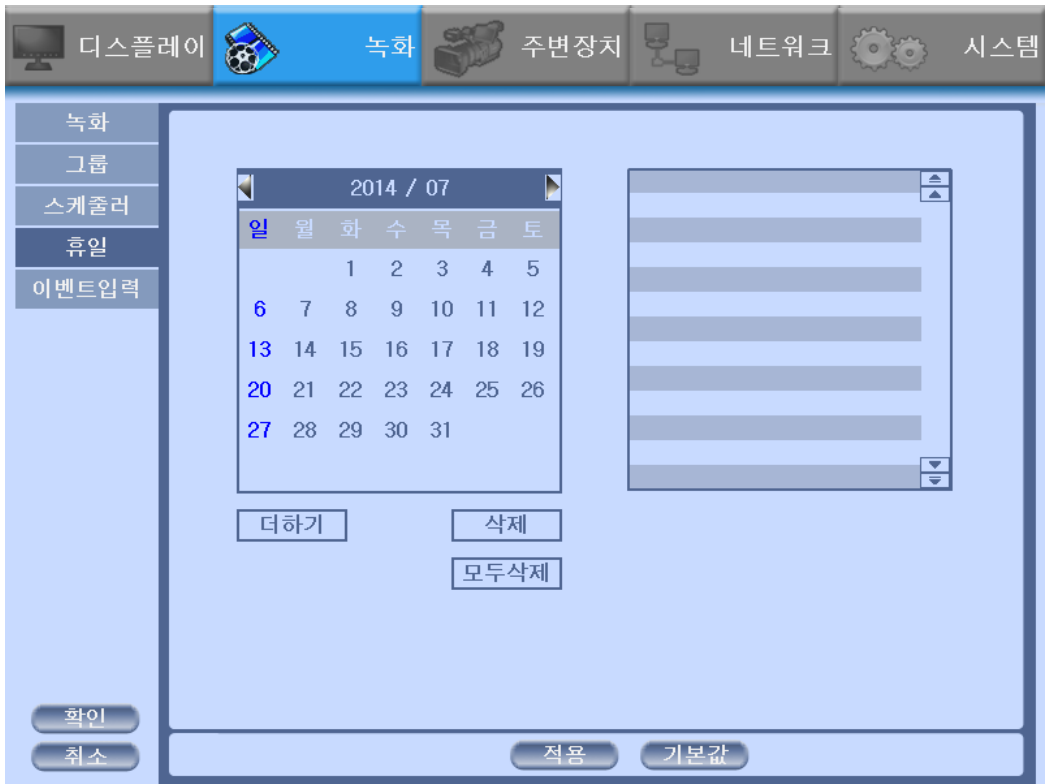 디스플레이 녹화 주변장치 네트워크 시스템
녹화
그룹
스케줄러
휴일
이벤트입력
2014 / 07
일 월 화 수 목 금 토
1 2 3 4 5
6 7 8 9 10 11 12
13 14 15 16 17 18 19
20 21 22 23 24 25 26
27 28 29 30 31
더하기 삭제
모두삭제
확인
취소
적용 기본값